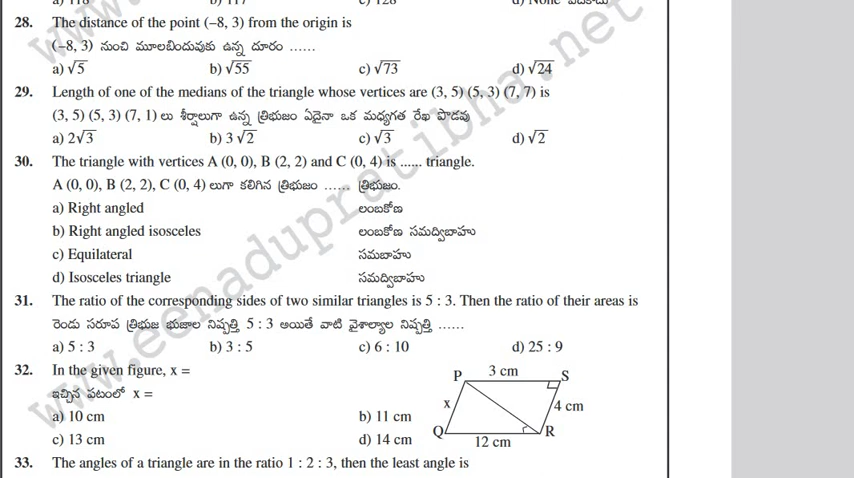 a) 118 b) 117 c) 128 d) None ఏదీకాదు
28. The distance of the point (–8, 3) from the origin is
(–8, 3) నుంచి మూలబిందువుకు ఉన్న దూరం ......
a) √5 b) √55 c) √73 d) √24
29. Length of one of the medians of the triangle whose vertices are (3, 5) (5, 3) (7, 7) is
(3, 5) (5, 3) (7, 1) లు శీర్షాలుగా ఉన్న త్రిభుజం ఏదైనా ఒక మధ్యగత రేఖ పొడవు
a) 2√3 b) 3 √2 c) √3 d) √2
30. The triangle with vertices A (0, 0), B (2, 2) and C (0, 4) is ...... triangle.
A (0, 0), B (2, 2), C (0, 4) లుగా కలిగిన త్రిభుజం ...... త్రిభుజం.
a) Right angled లంబకోణ
b) Right angled isosceles లంబకోణ సమద్విబాహు
c) Equilateral సమబాహు
d) Isosceles triangle సమద్విబాహు
31. The ratio of the corresponding sides of two similar triangles is 5 : 3. Then the ratio of their areas is
రెండు సరూప త్రిభుజ భుజాల నిష్పత్తి 5 : 3 అయితే వాటి వైశాల్యాల నిష్పత్తి ......
a) 5 : 3 b) 3 : 5 c) 6 : 10 d) 25 : 9
32. In the given figure, x =
ఇచ్చిన పటంలో x =
a) 10 cm b) 11 cm
c) 13 cm d) 14 cm
P 3 cm S
x 4 cm
Q 12 cm R
33. The angles of a triangle are in the ratio 1 : 2 : 3, then the least angle is
www.eenadupratibha.net